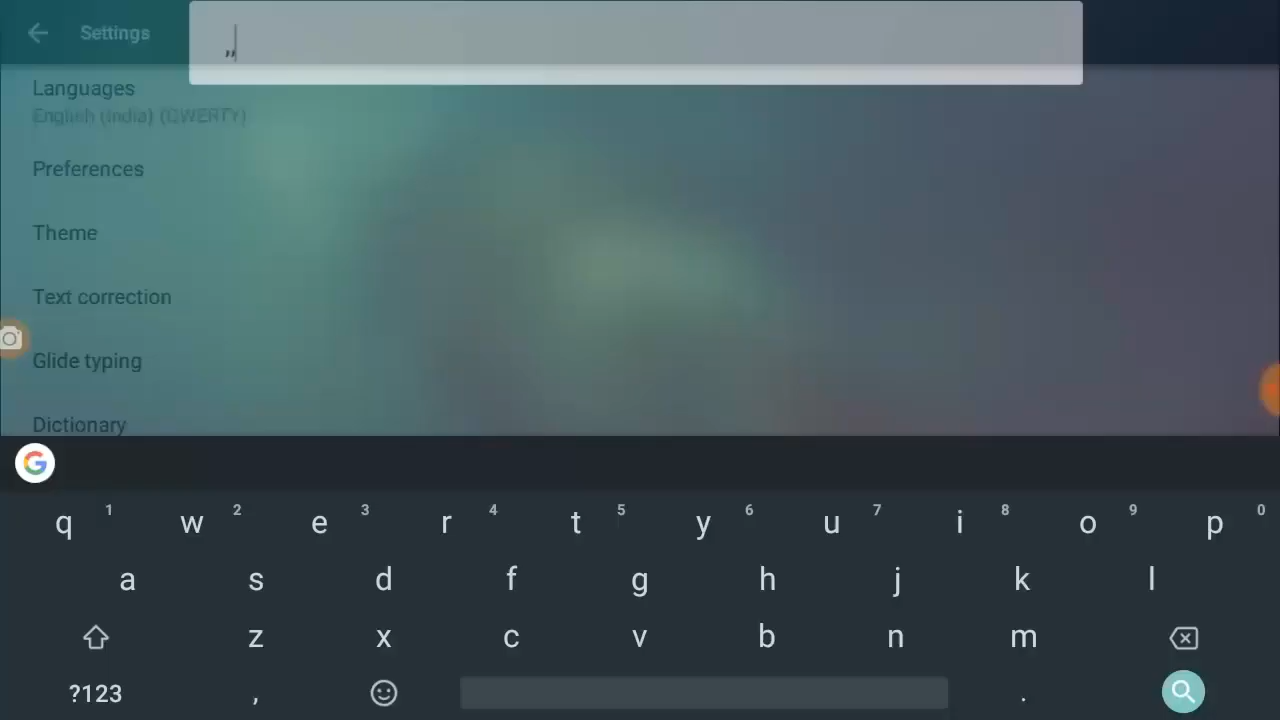 Settings
,,
Languages
English (India) (QWERTY)
Preferences
Theme
Text correction
Glide typing
Dictionary
G
q 1 w 2 e 3 r 4 t 5 y 6 u 7 i 8 o 9 p 0
a s d f g h j k l
z x c v b n m
?123 , .